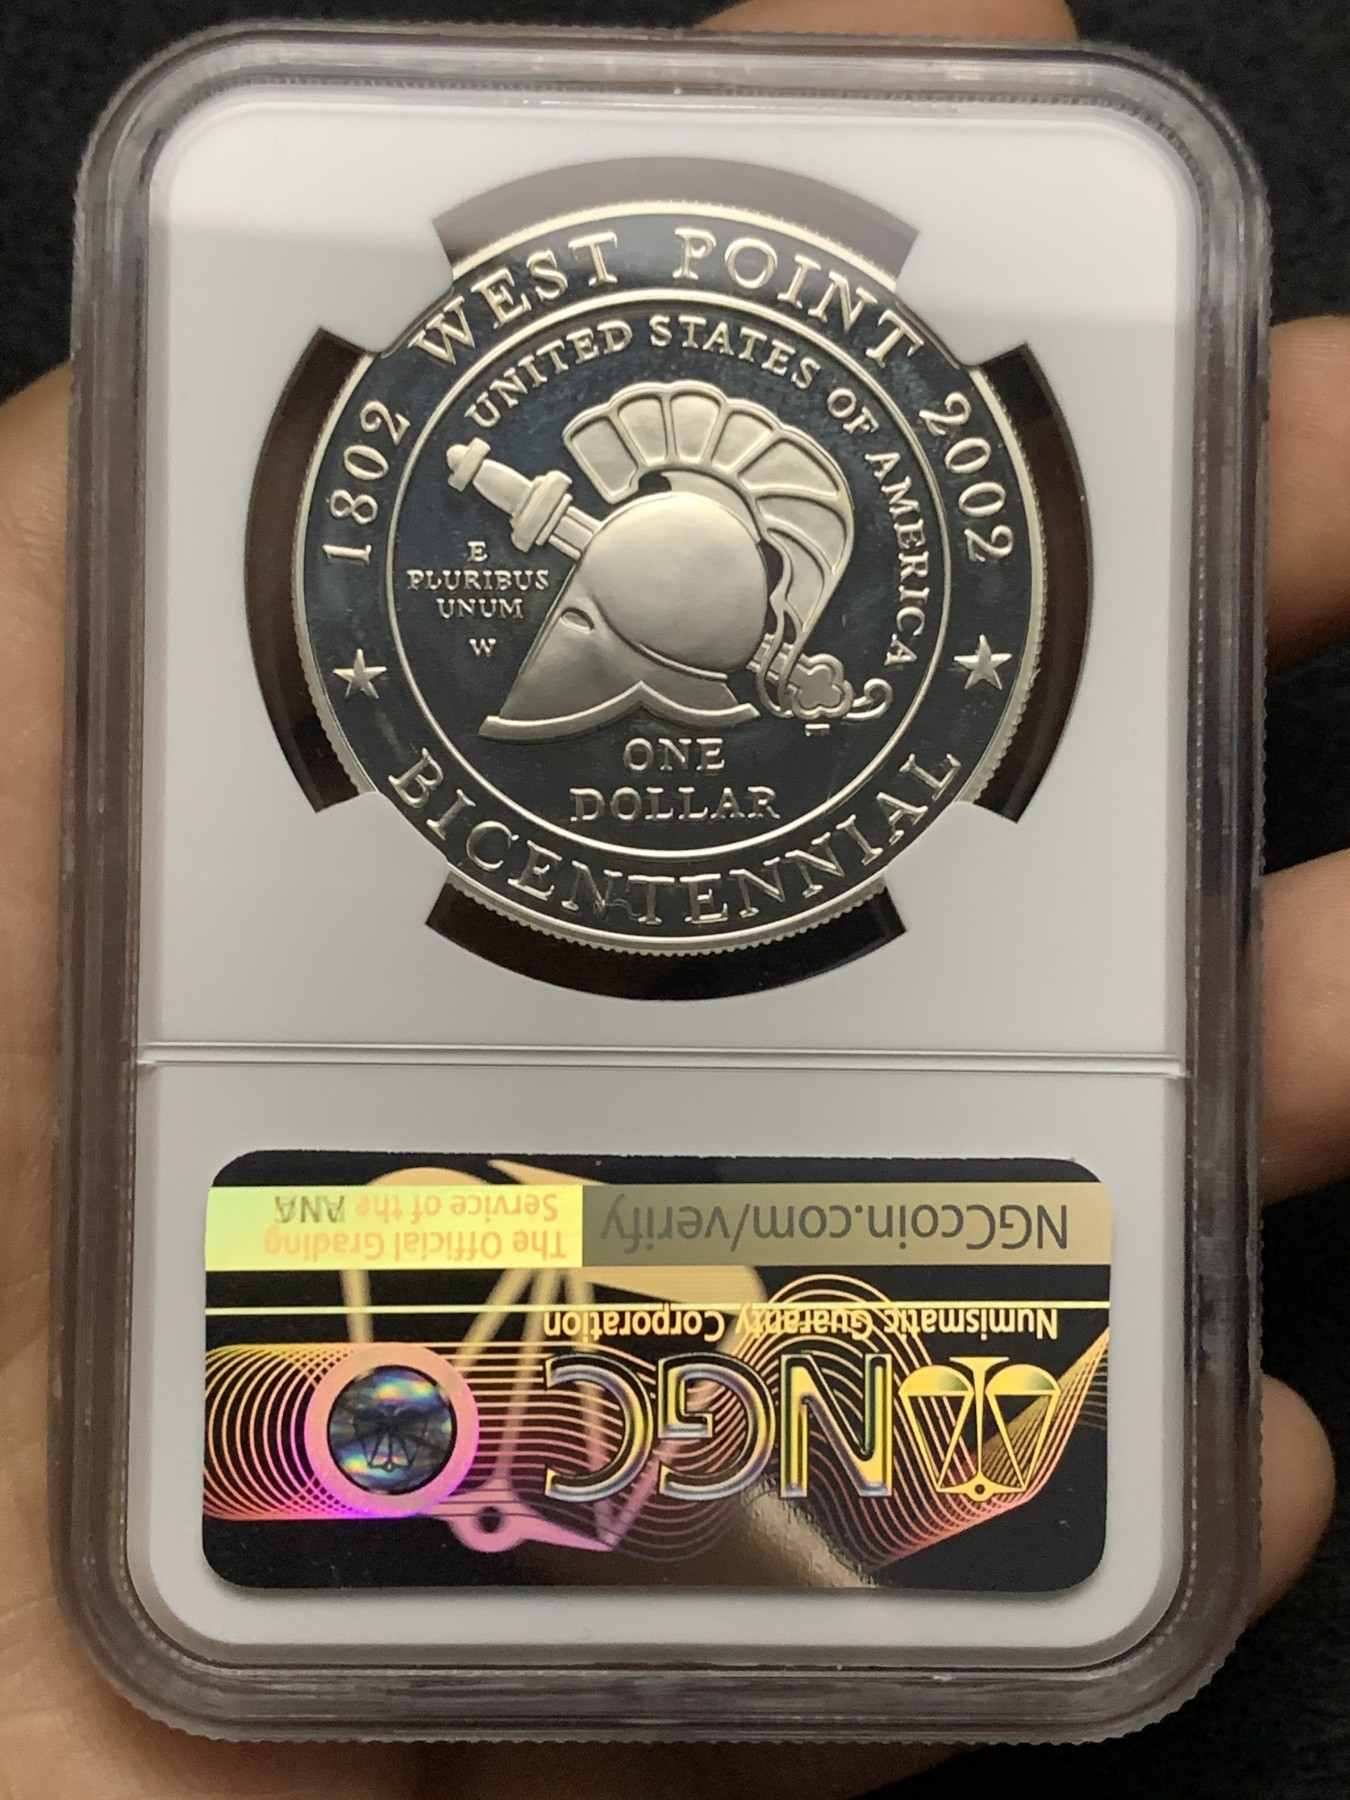 1802 WEST POINT 2002
UNITED STATES OF AMERICA
E
PLURIBUS
UNUM
W
ONE
DOLLAR
BICENTENNIAL
NGC
Numismatic Guaranty Corporation
NGCcoin.com/verify
The Official Grading
Service of the ANA